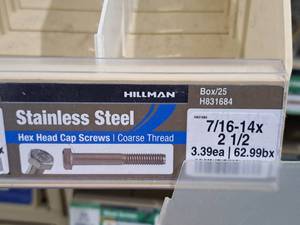 HILLMAN
Stainless Steel
Hex Head Cap Screws | Coarse Thread
Box/25
H831684
7/16-14x
2 1/2
3.39ea | 62.99bx